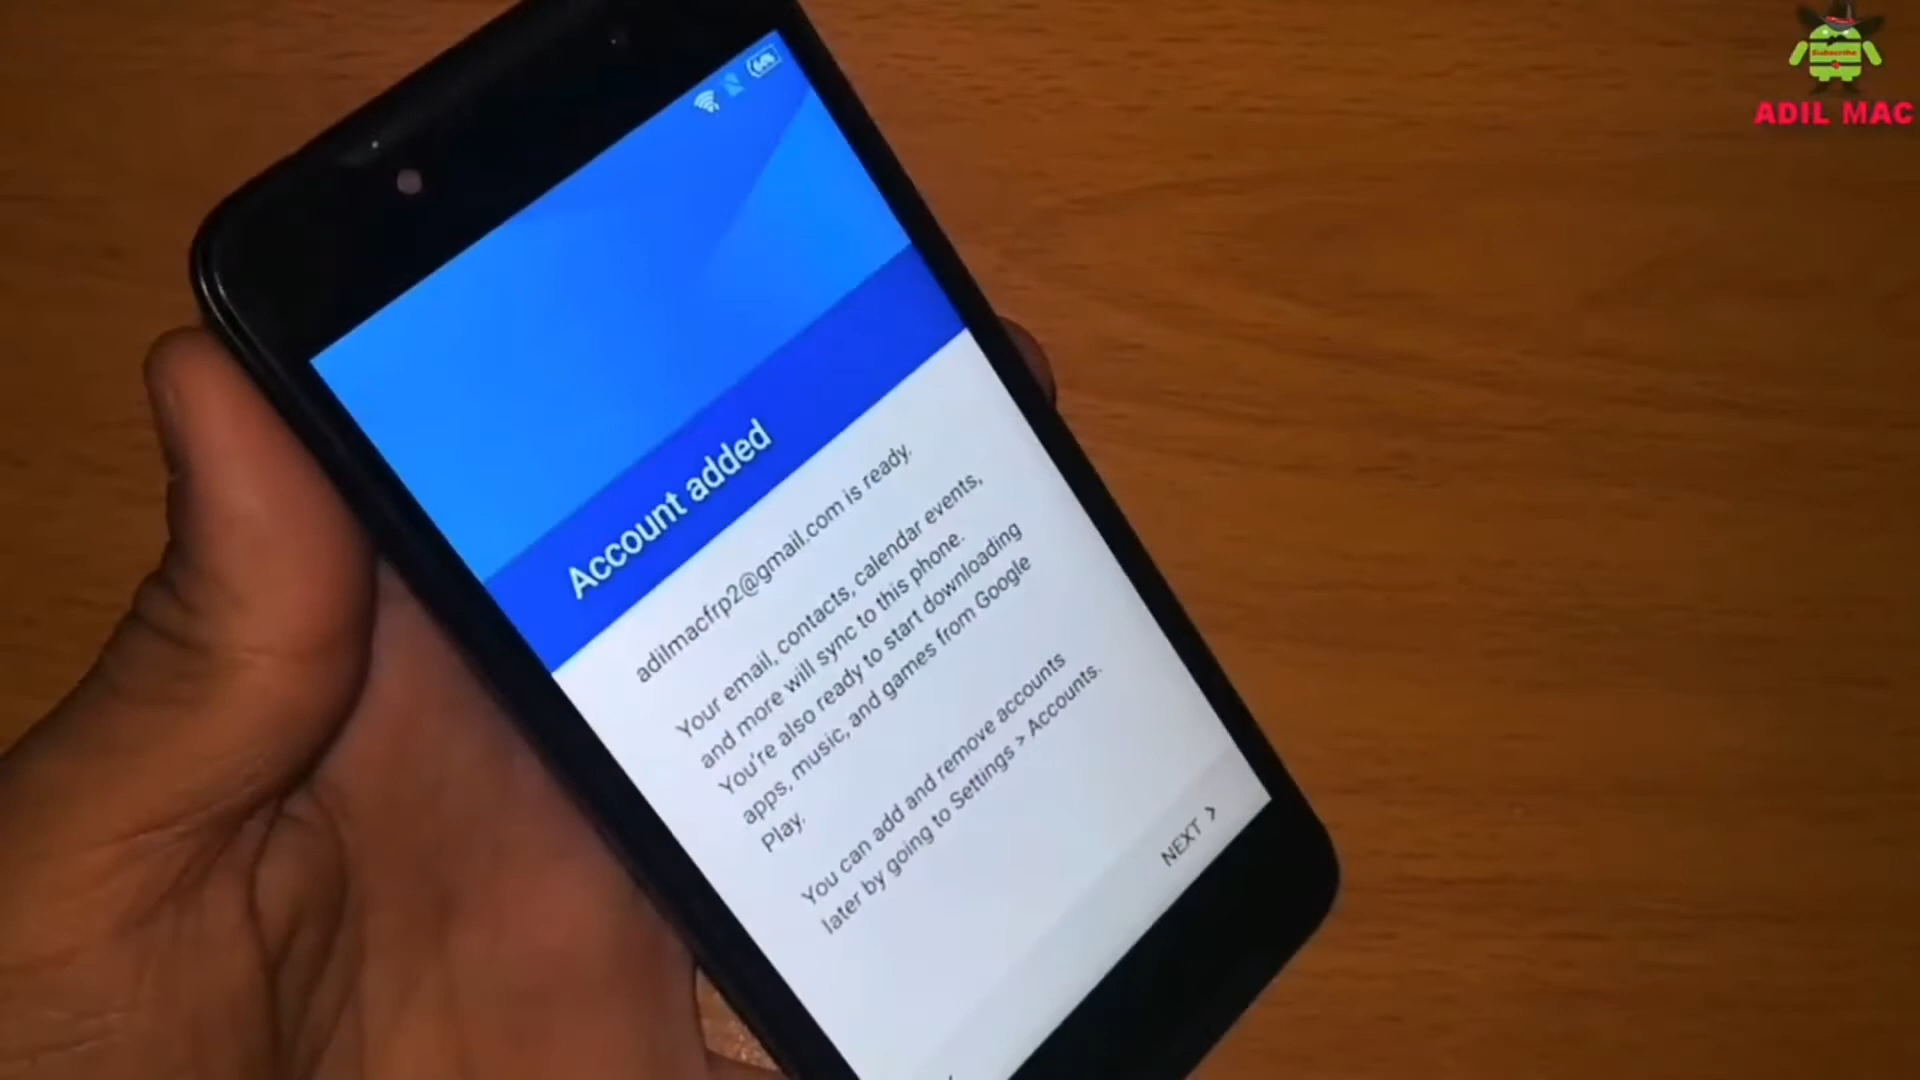 64%
Subscribe
ADIL MAC
Account added
adilmacfrp2@gmail.com is ready.
Your email, contacts, calendar events,
and more will sync to this phone.
You're also ready to start downloading
apps, music, and games from Google
Play.
You can add and remove accounts
later by going to Settings > Accounts.
NEXT >